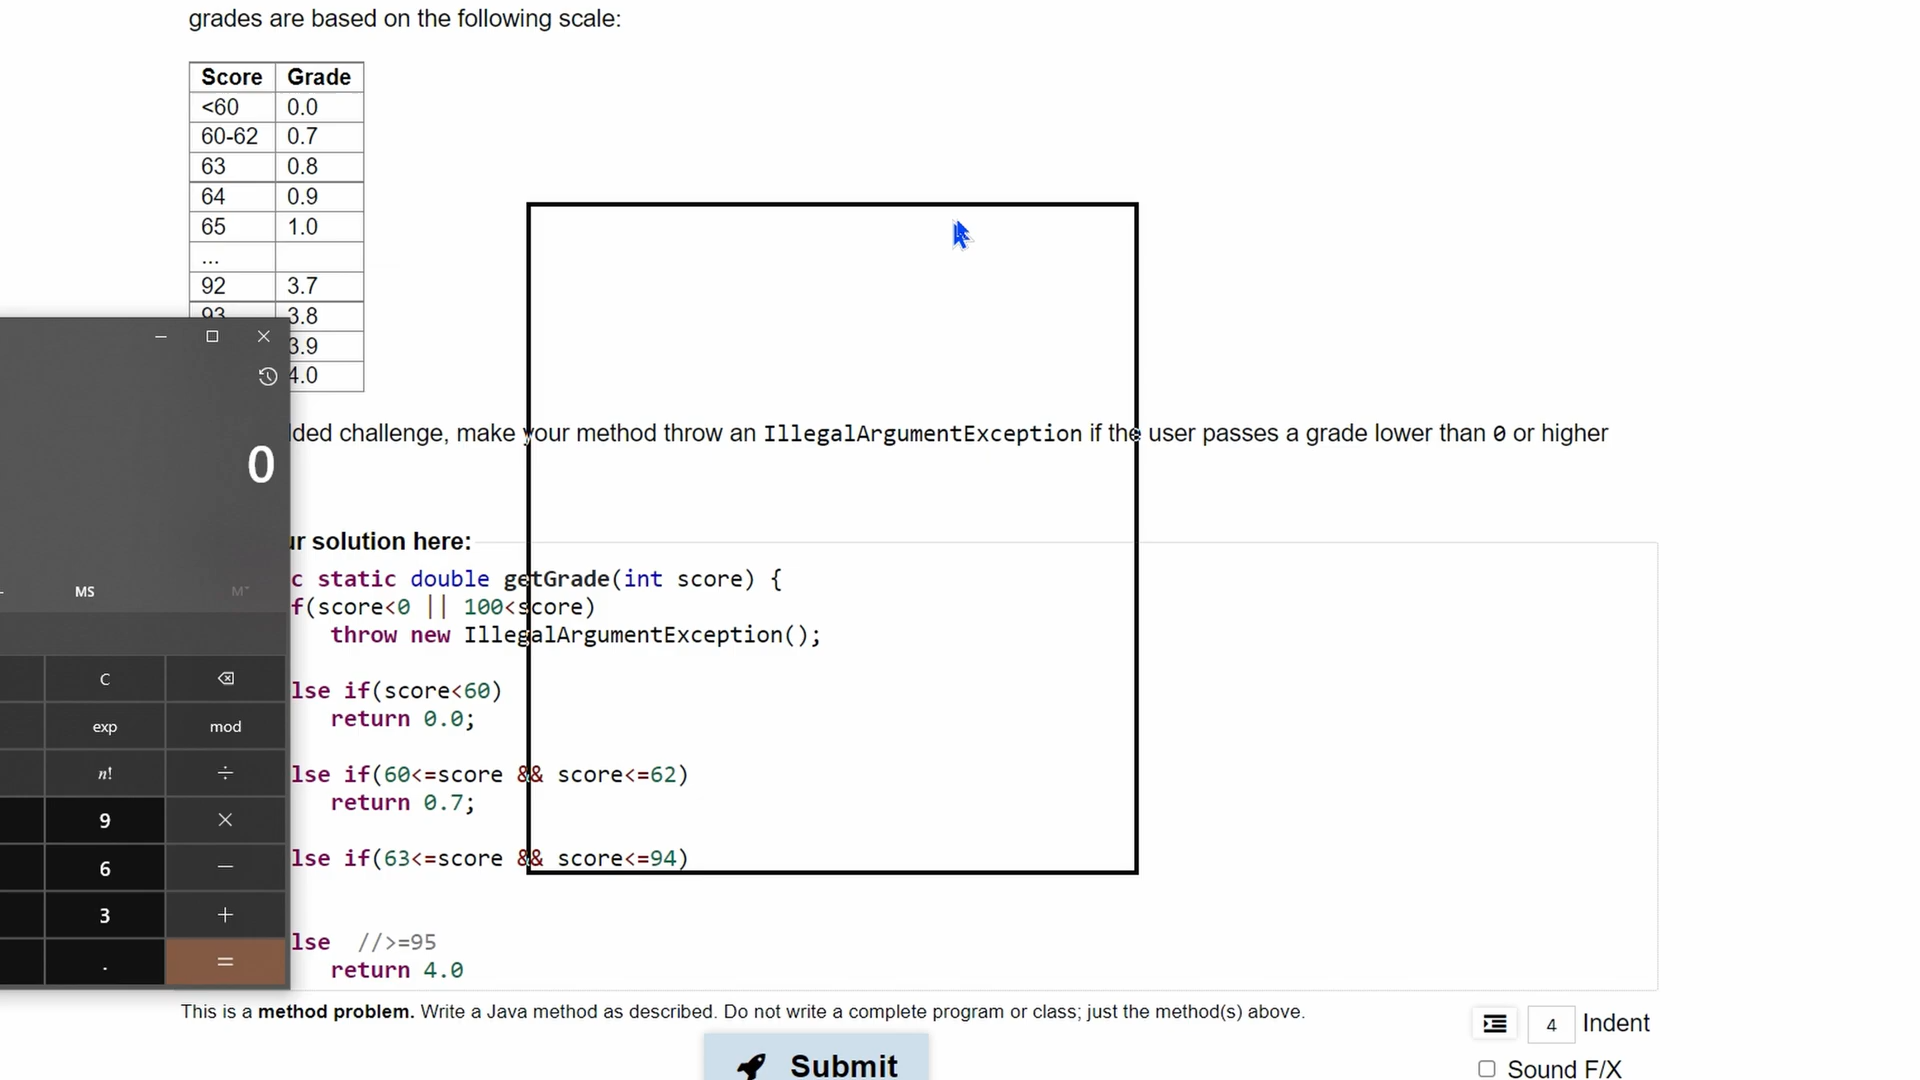 grades are based on the following scale:
Score Grade
<60 0.0
60-62 0.7
63 0.8
64 0.9
65 1.0
...
92 3.7
93 3.8
3.9
4.0
0
MS
M˅
C
exp mod
n! ÷
9 ×
6 −
3 +
. =
dded challenge, make your method throw an IllegalArgumentException if the user passes a grade lower than 0 or higher
ur solution here:
c static double getGrade(int score) {
f(score<0 || 100<score)
throw new IllegalArgumentException();
lse if(score<60)
return 0.0;
lse if(60<=score && score<=62)
return 0.7;
lse if(63<=score && score<=94)
lse //>=95
return 4.0
This is a method problem. Write a Java method as described. Do not write a complete program or class; just the method(s) above.
4 Indent
Submit
Sound F/X